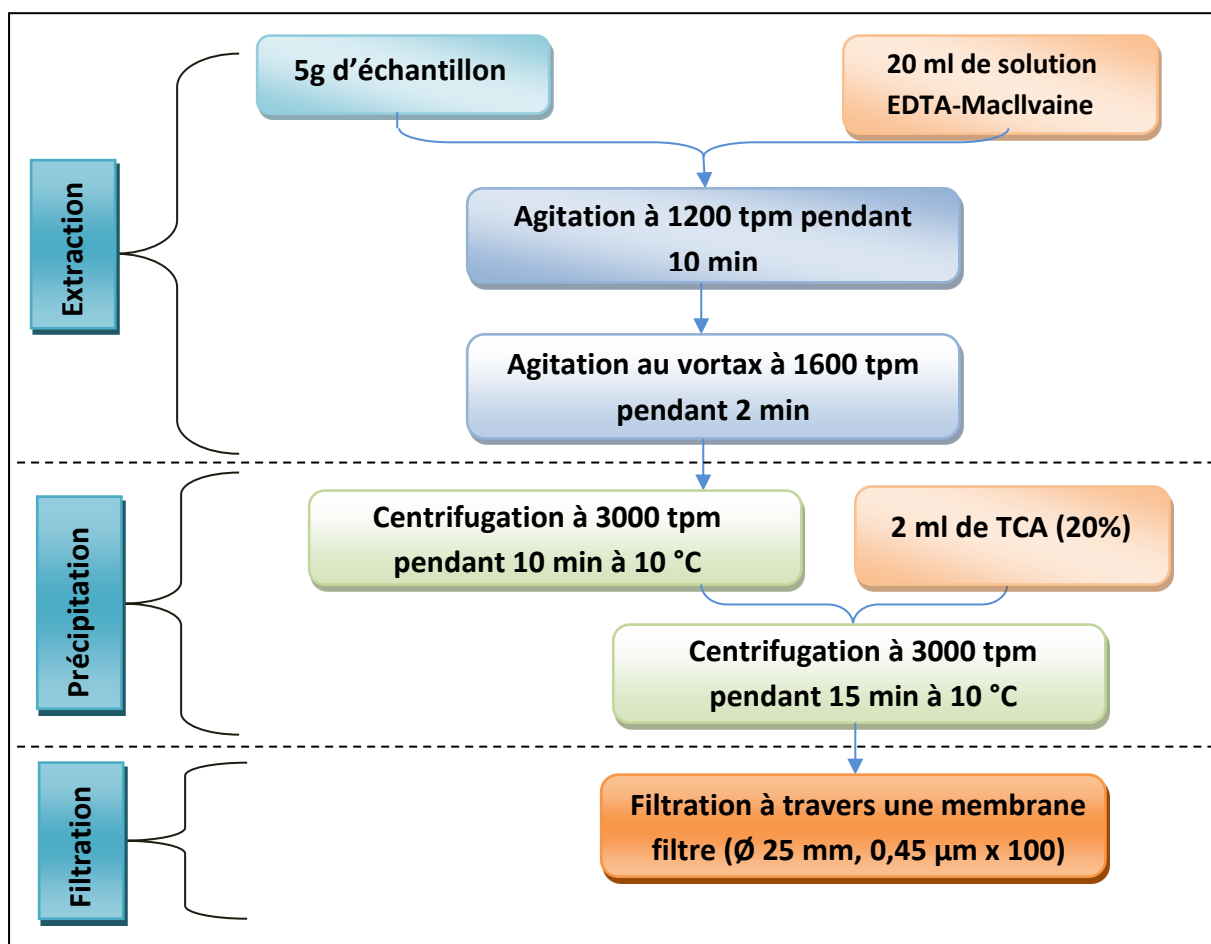 Extraction
5g d’échantillon
20 ml de solution
EDTA-Macllvaine
Agitation à 1200 tpm pendant
10 min
Agitation au vortax à 1600 tpm
pendant 2 min
Précipitation
Centrifugation à 3000 tpm
pendant 10 min à 10 °C
2 ml de TCA (20%)
Centrifugation à 3000 tpm
pendant 15 min à 10 °C
Filtration
Filtration à travers une membrane
filtre (Ø 25 mm, 0,45 µm x 100)